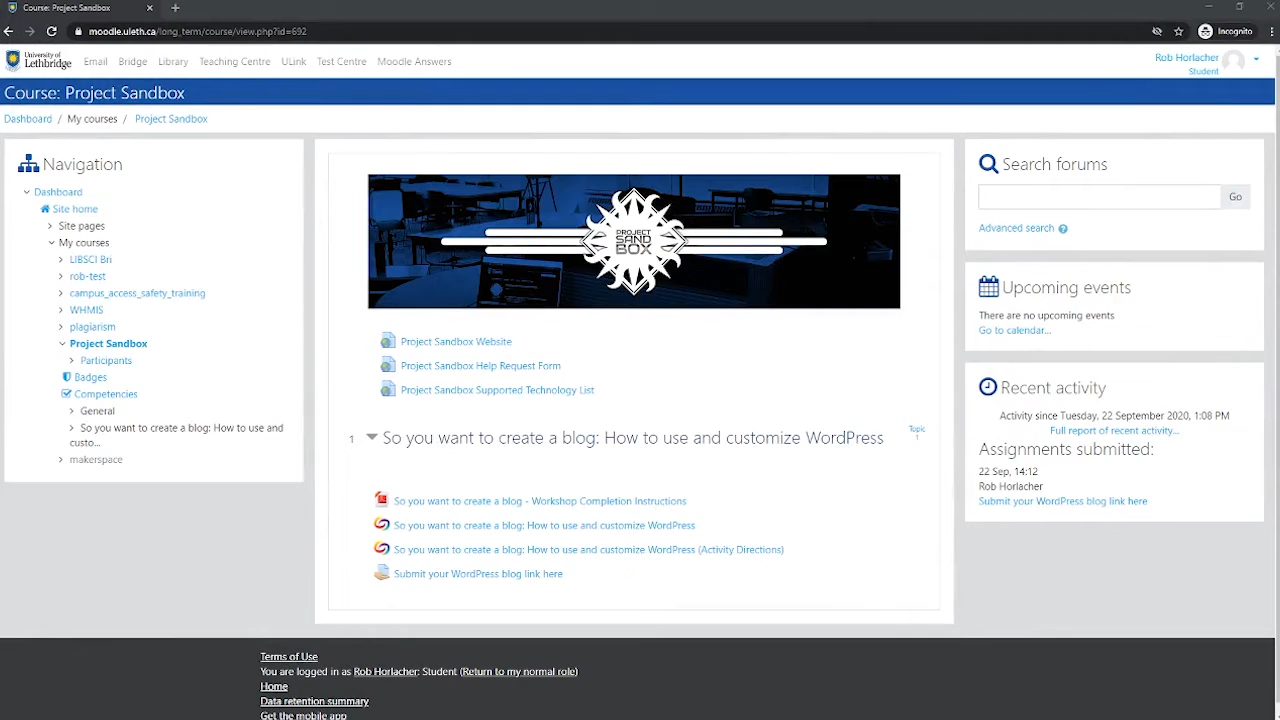 Course: Project Sandbox
moodle.uleth.ca/long_term/course/view.php?id=692
Incognito
University of
Lethbridge
Email Bridge Library Teaching Centre ULink Test Centre Moodle Answers
Rob Horlacher
Student
Course: Project Sandbox
Dashboard / My courses / Project Sandbox
Navigation
Dashboard
Site home
Site pages
My courses
LIBSCI Bri
rob-test
campus_access_safety_training
WHMIS
plagiarism
Project Sandbox
Participants
Badges
Competencies
General
So you want to create a blog: How to use and
custo...
makerspace
PROJECT
SAND
BOX
Project Sandbox Website
Project Sandbox Help Request Form
Project Sandbox Supported Technology List
1 So you want to create a blog: How to use and customize WordPress
Topic
1
So you want to create a blog - Workshop Completion Instructions
So you want to create a blog: How to use and customize WordPress
So you want to create a blog: How to use and customize WordPress (Activity Directions)
Submit your WordPress blog link here
Search forums
Go
Advanced search
Upcoming events
There are no upcoming events
Go to calendar...
Recent activity
Activity since Tuesday, 22 September 2020, 1:08 PM
Full report of recent activity...
Assignments submitted:
22 Sep, 14:12
Rob Horlacher
Submit your WordPress blog link here
Terms of Use
You are logged in as Rob Horlacher: Student (Return to my normal role)
Home
Data retention summary
Get the mobile app